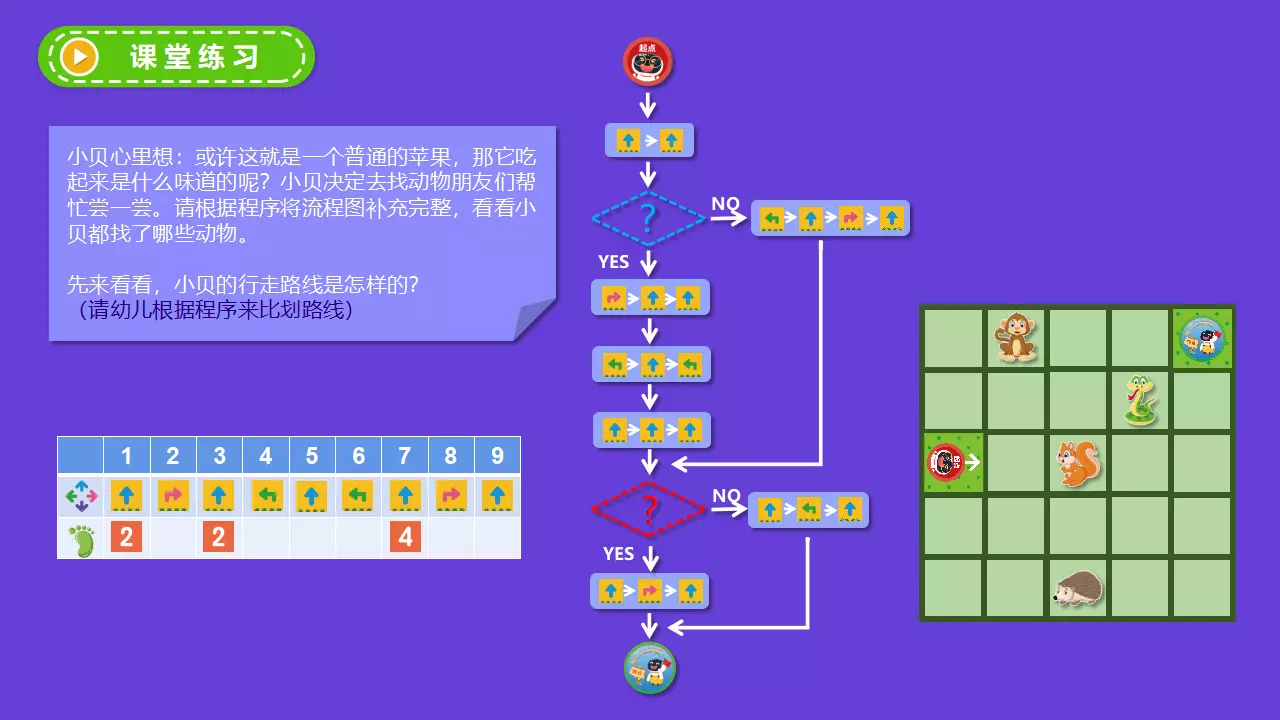 课堂练习
起点
小贝心里想：或许这就是一个普通的苹果，那它吃
起来是什么味道的呢？小贝决定去找动物朋友们帮
忙尝一尝。请根据程序将流程图补充完整，看看小
贝都找了哪些动物。
先来看看，小贝的行走路线是怎样的？
（请幼儿根据程序来比划路线）
?
NO
YES
?
NO
YES
1 2 3 4 5 6 7 8 9
2 2 4